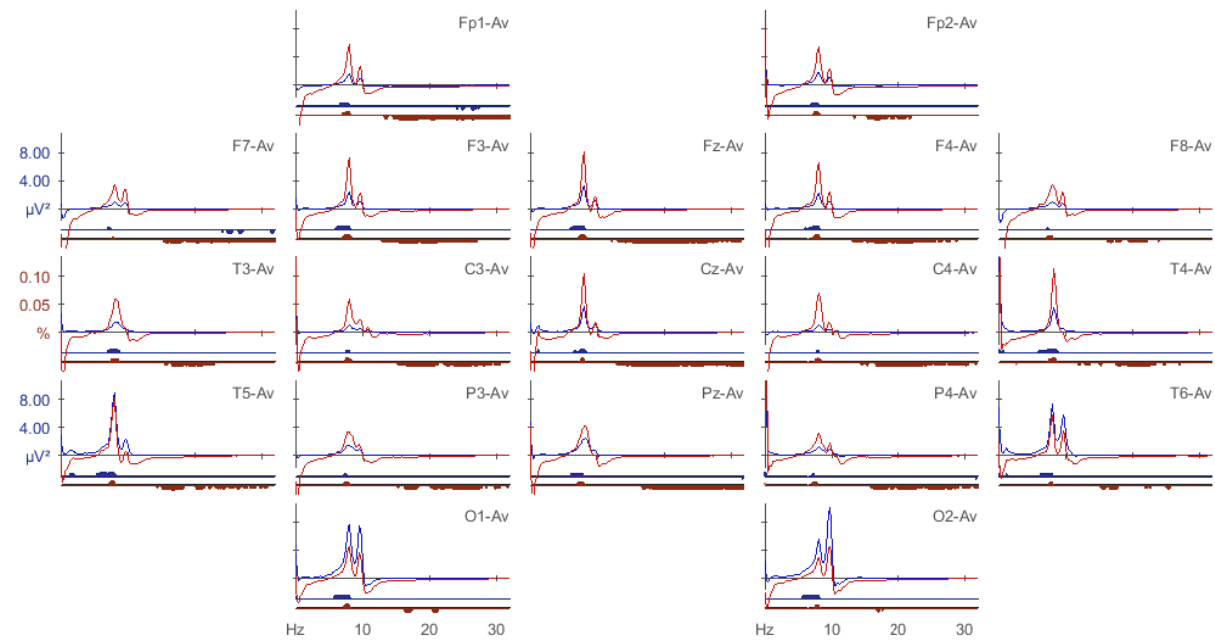 Fp1-Av Fp2-Av
8.00 F7-Av F3-Av Fz-Av F4-Av F8-Av
4.00
µV²
T3-Av C3-Av Cz-Av C4-Av T4-Av
0.10
0.05
%
T5-Av P3-Av Pz-Av P4-Av T6-Av
8.00
4.00
µV²
O1-Av O2-Av
Hz 10 20 30 Hz 10 20 30